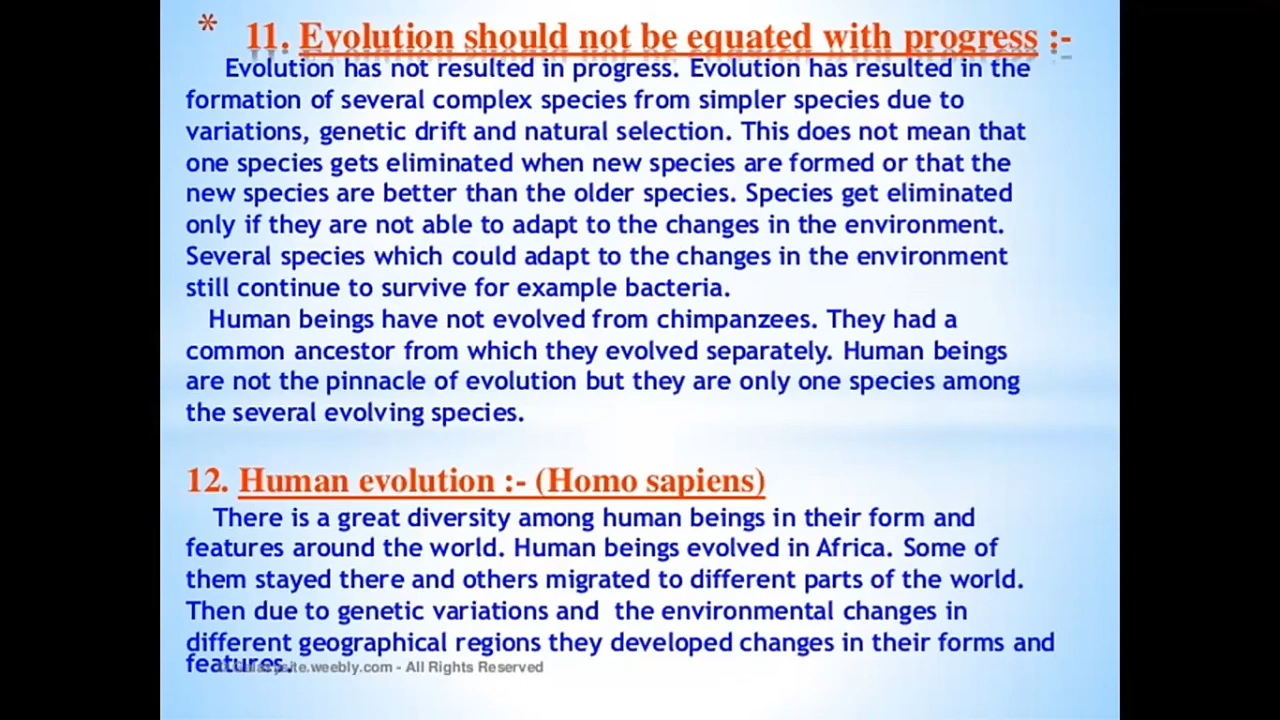 * 11. Evolution should not be equated with progress :-
Evolution has not resulted in progress. Evolution has resulted in the
formation of several complex species from simpler species due to
variations, genetic drift and natural selection. This does not mean that
one species gets eliminated when new species are formed or that the
new species are better than the older species. Species get eliminated
only if they are not able to adapt to the changes in the environment.
Several species which could adapt to the changes in the environment
still continue to survive for example bacteria.
Human beings have not evolved from chimpanzees. They had a
common ancestor from which they evolved separately. Human beings
are not the pinnacle of evolution but they are only one species among
the several evolving species.
12. Human evolution :- (Homo sapiens)
There is a great diversity among human beings in their form and
features around the world. Human beings evolved in Africa. Some of
them stayed there and others migrated to different parts of the world.
Then due to genetic variations and the environmental changes in
different geographical regions they developed changes in their forms and
features.
- All Rights Reserved